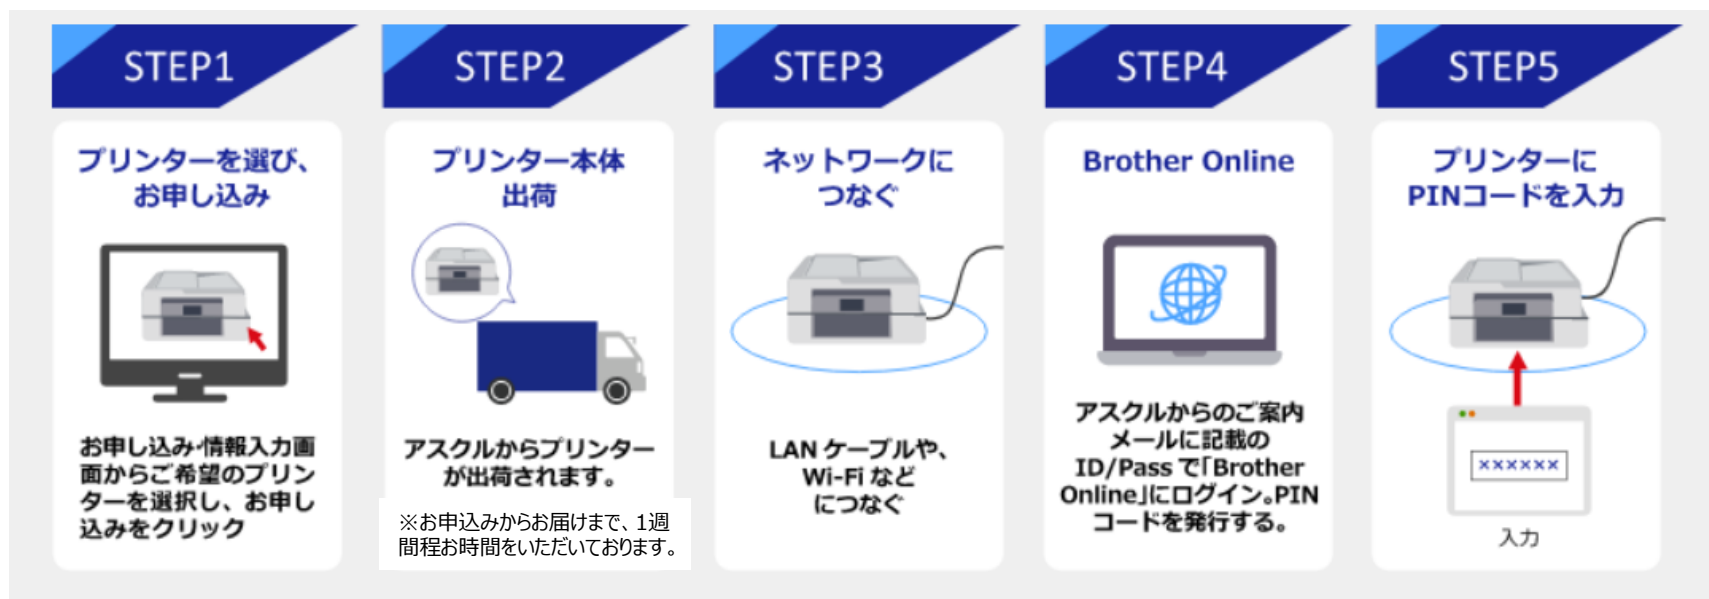 STEP1
プリンターを選び、
お申し込み
お申し込み・情報入力画
面からご希望のプリン
ターを選択し、お申し
込みをクリック
STEP2
プリンター本体
出荷
アスクルからプリンター
が出荷されます。
※お申込みからお届けまで、1週
間程お時間をいただいております。
STEP3
ネットワークに
つなぐ
LAN ケーブルや、
Wi-Fi など
につなぐ
STEP4
Brother Online
アスクルからのご案内
メールに記載の
ID/Pass で「Brother
Online」にログイン。PIN
コードを発行する。
STEP5
プリンターに
PINコードを入力
××××××
入力